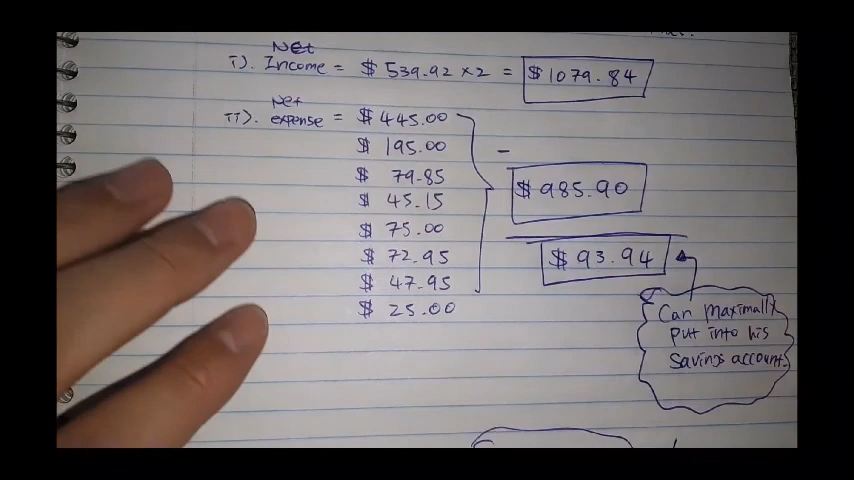 Net
I). Income = $ 539.92 x 2 = $1079.84
Net
II). expense = $ 445.00
$ 195.00
$ 79.85
$ 45.15
$ 75.00
$ 72.95
$ 47.95
$ 25.00
- $985.90
$ 93.94
Can maximally
put into his
savings account.